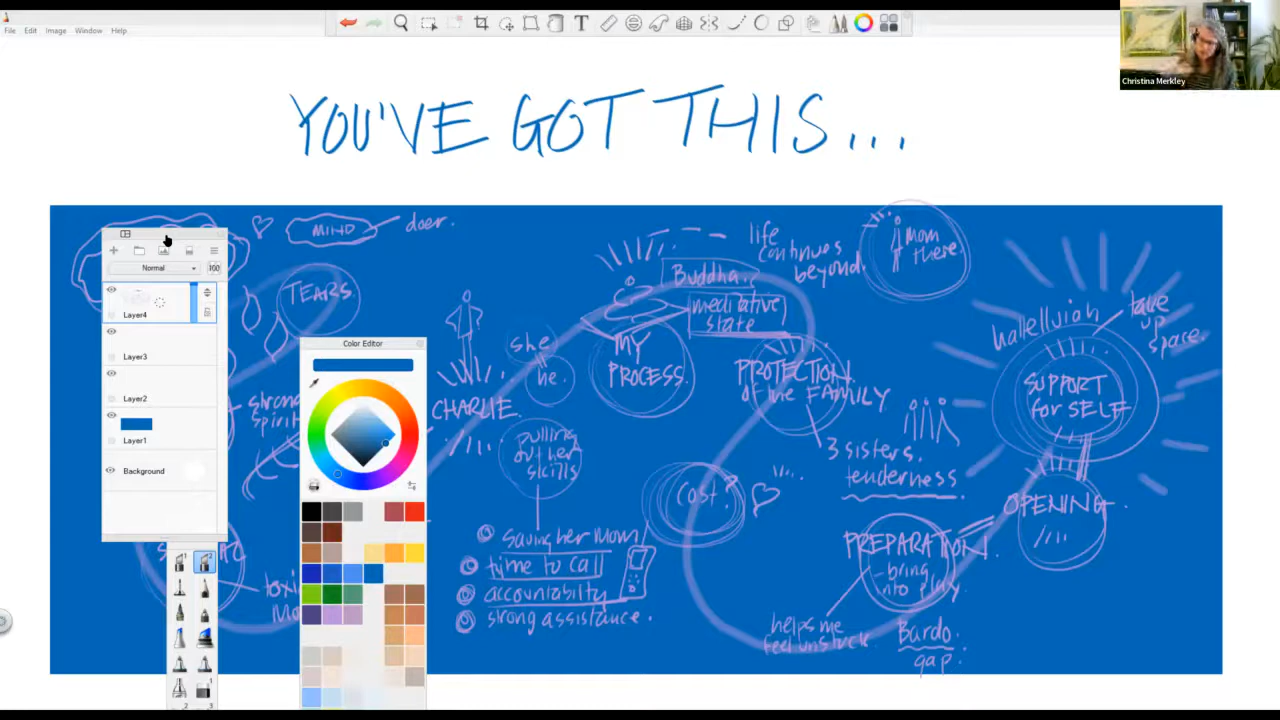 File Edit Image Window Help
Christina Merkley
YOU'VE GOT THIS...
MIND
doer.
TEARS
she
he.
CHARLIE
pulling
out her
skills
saving her Mom
time to call
accountability
strong assistance.
life
continues
beyond.
Buddha
meditative
state
MY
PROCESS
Mom
there.
PROTECTION
of the FAMILY
3 sisters.
tenderness
Cost?
hallelujah
take
up
space.
SUPPORT
for SELF
OPENING
PREPARATION.
- bring
into play.
helps me
feel unstuck
Bardo.
gap.
strong
spirit
Normal
100
Layer4
Layer3
Layer2
Layer1
Background
Color Editor